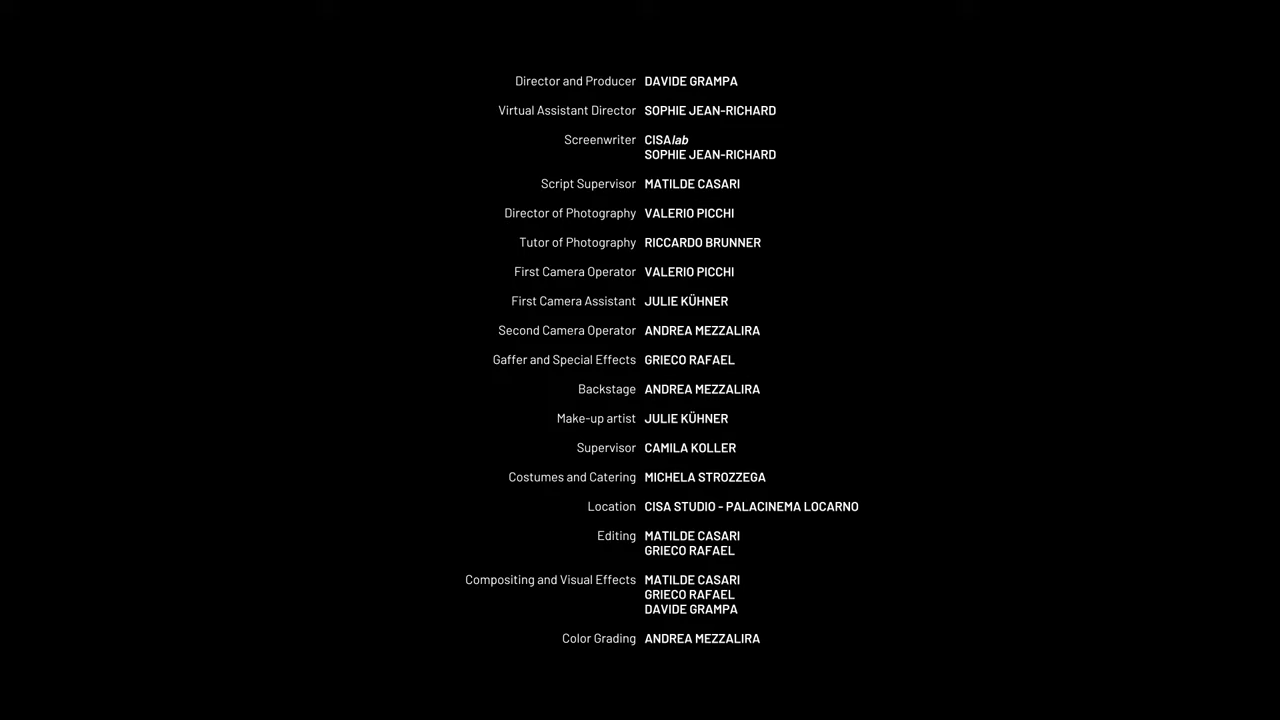 Director and Producer DAVIDE GRAMPA
Virtual Assistant Director SOPHIE JEAN-RICHARD
Screenwriter CISAlab
SOPHIE JEAN-RICHARD
Script Supervisor MATILDE CASARI
Director of Photography VALERIO PICCHI
Tutor of Photography RICCARDO BRUNNER
First Camera Operator VALERIO PICCHI
First Camera Assistant JULIE KÜHNER
Second Camera Operator ANDREA MEZZALIRA
Gaffer and Special Effects GRIECO RAFAEL
Backstage ANDREA MEZZALIRA
Make-up artist JULIE KÜHNER
Supervisor CAMILA KOLLER
Costumes and Catering MICHELA STROZZEGA
Location CISA STUDIO - PALACINEMA LOCARNO
Editing MATILDE CASARI
GRIECO RAFAEL
Compositing and Visual Effects MATILDE CASARI
GRIECO RAFAEL
DAVIDE GRAMPA
Color Grading ANDREA MEZZALIRA